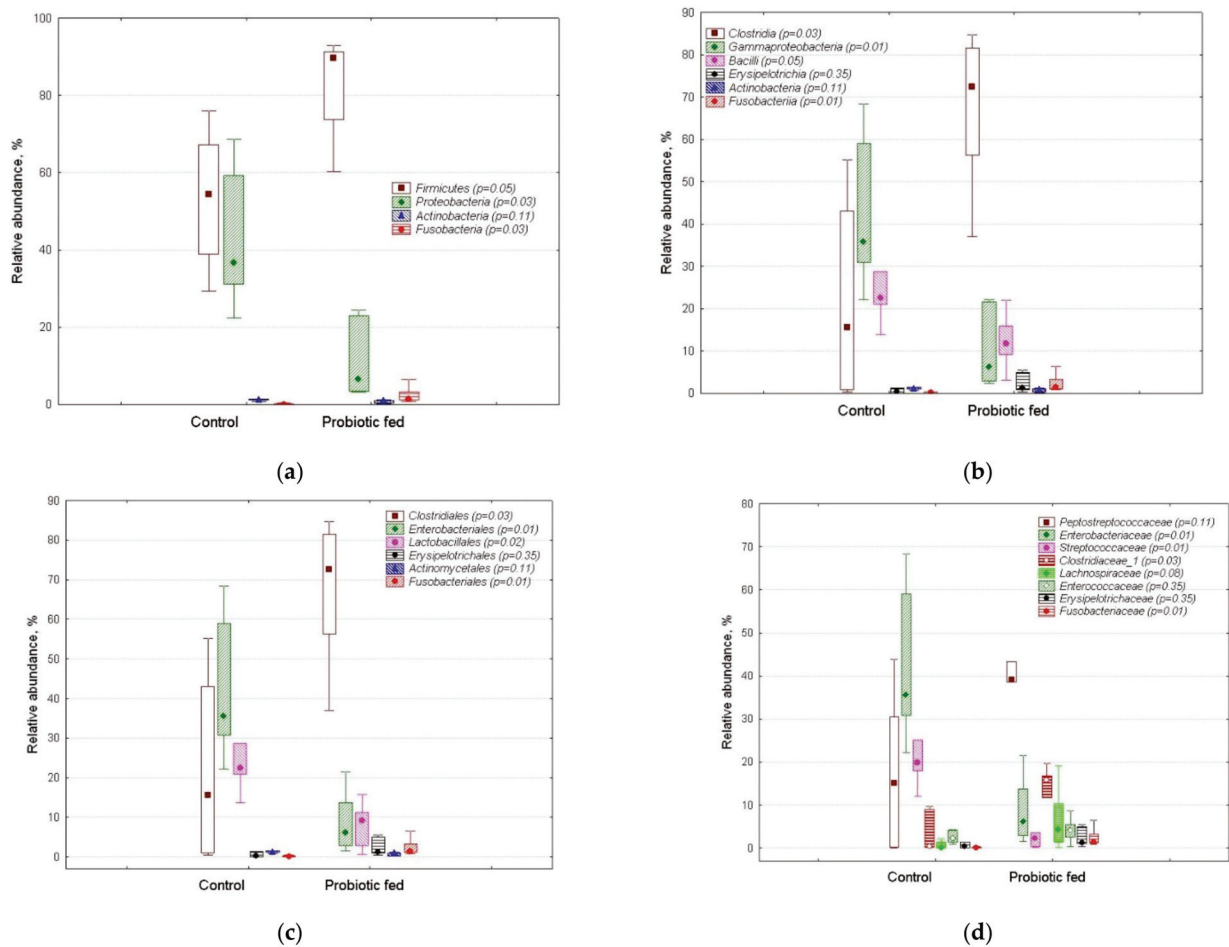 100
80
60
40
20
0
Relative abundance, %
Firmicutes (p=0.05)
Proteobacteria (p=0.03)
Actinobacteria (p=0.11)
Fusobacteria (p=0.03)
Control
Probiotic fed
(a)
90
80
70
60
50
40
30
20
10
0
Relative abundance, %
Clostridia (p=0.03)
Gammaproteobacteria (p=0.01)
Bacilli (p=0.05)
Erysipelotrichia (p=0.35)
Actinobacteria (p=0.11)
Fusobacteriia (p=0.01)
Control
Probiotic fed
(b)
90
80
70
60
50
40
30
20
10
0
Relative abundance, %
Clostridiales (p=0.03)
Enterobacteriales (p=0.01)
Lactobacillales (p=0.02)
Erysipelotrichales (p=0.35)
Actinomycetales (p=0.11)
Fusobacteriales (p=0.01)
Control
Probiotic fed
(c)
80
70
60
50
40
30
20
10
0
Relative abundance, %
Peptostreptococcaceae (p=0.11)
Enterobacteriaceae (p=0.01)
Streptococcaceae (p=0.01)
Clostridiaceae_1 (p=0.03)
Lachnospiraceae (p=0.08)
Enterococcaceae (p=0.35)
Erysipelotrichaceae (p=0.35)
Fusobacteriaceae (p=0.01)
Control
Probiotic fed
(d)